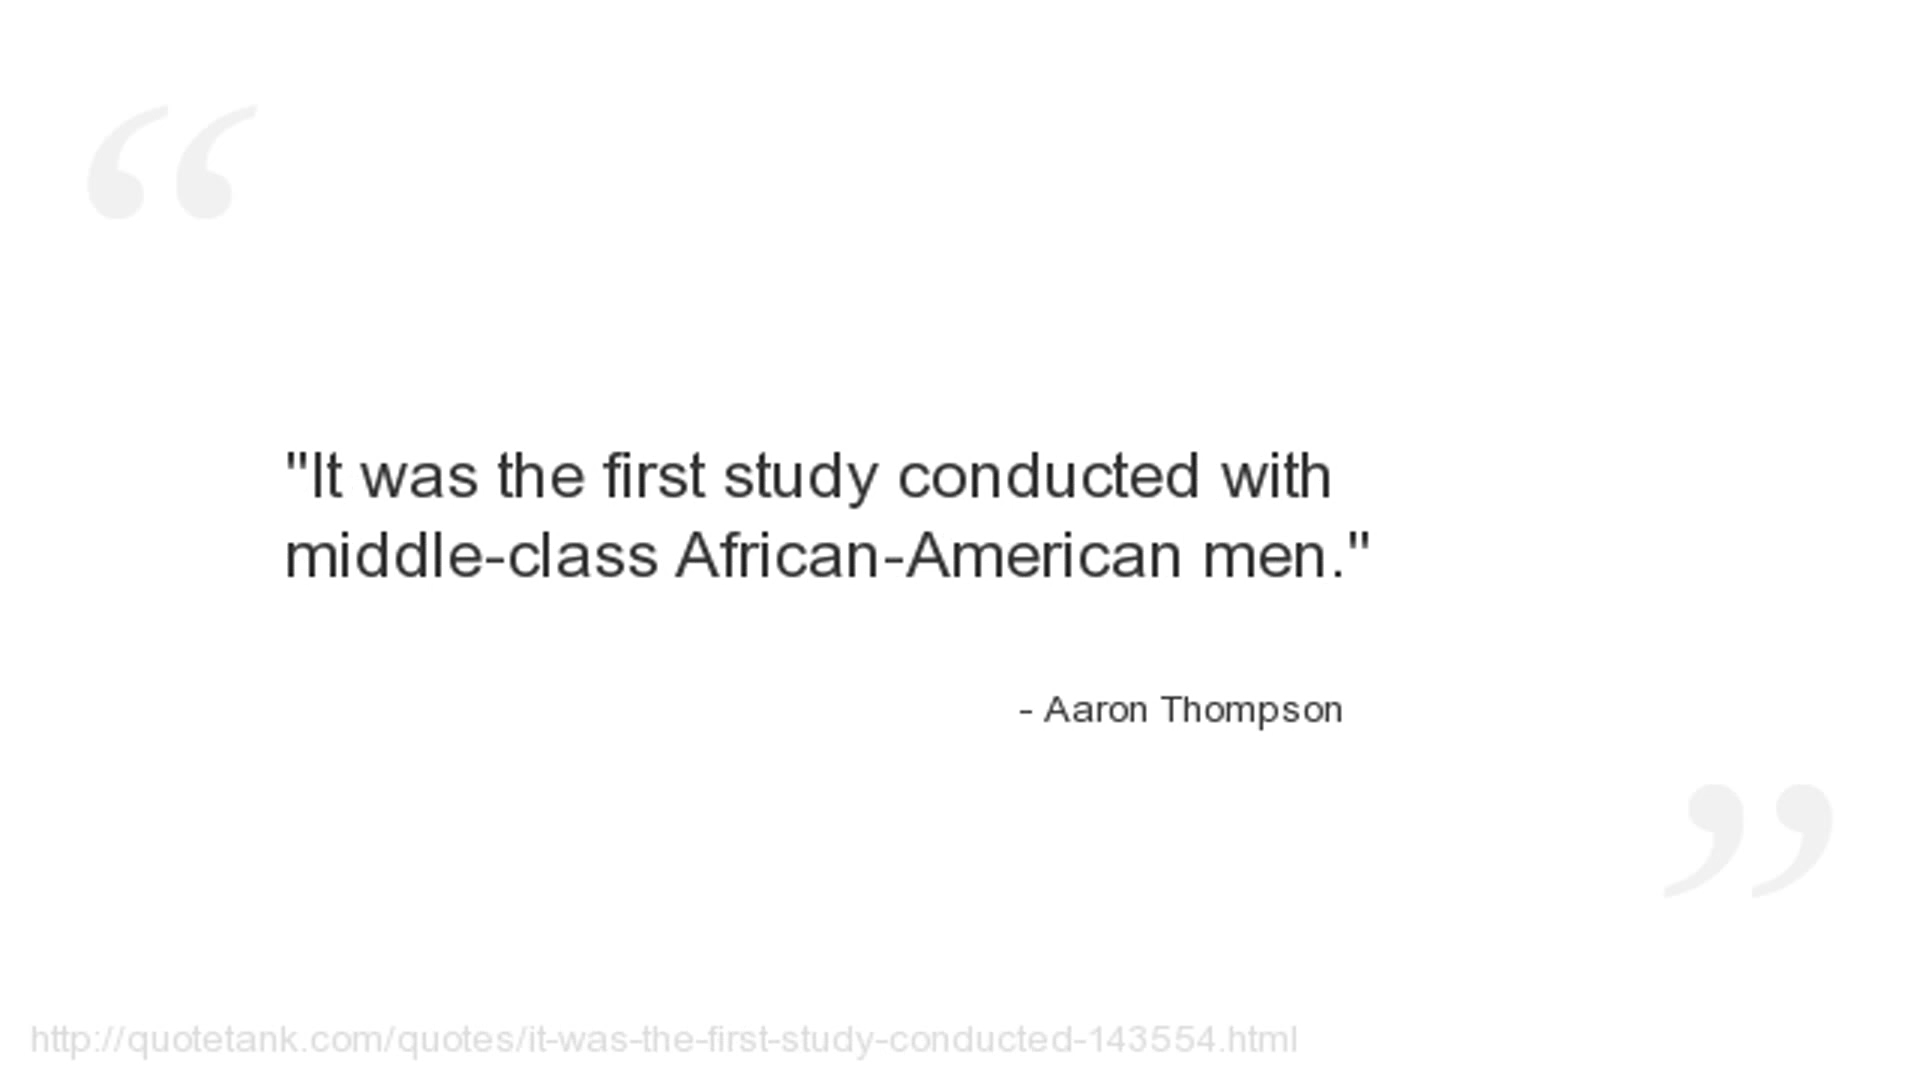 "It was the first study conducted with
middle-class African-American men."
- Aaron Thompson
http://quotetank.com/quotes/it-was-the-first-study-conducted-143554.html